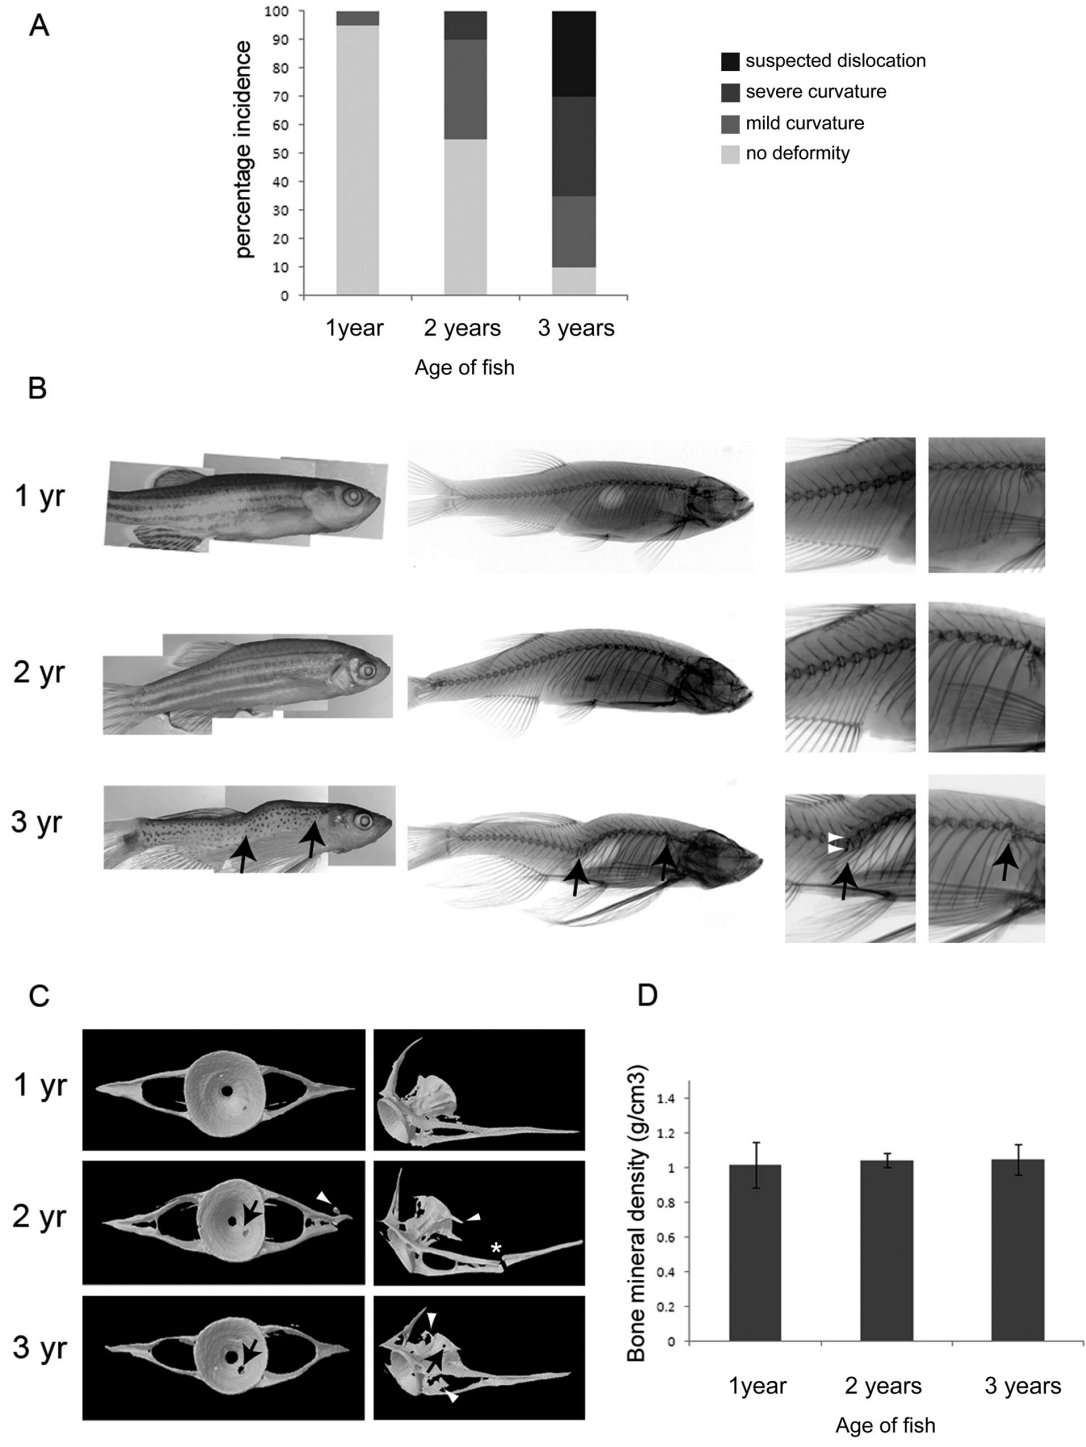 A
percentage incidence
100
90
80
70
60
50
40
30
20
10
0
1year 2 years 3 years
Age of fish
suspected dislocation
severe curvature
mild curvature
no deformity
B
1 yr
2 yr
3 yr
C
1 yr
2 yr
*
3 yr
D
Bone mineral density (g/cm3)
1.4
1.2
1
0.8
0.6
0.4
0.2
0
1year 2 years 3 years
Age of fish